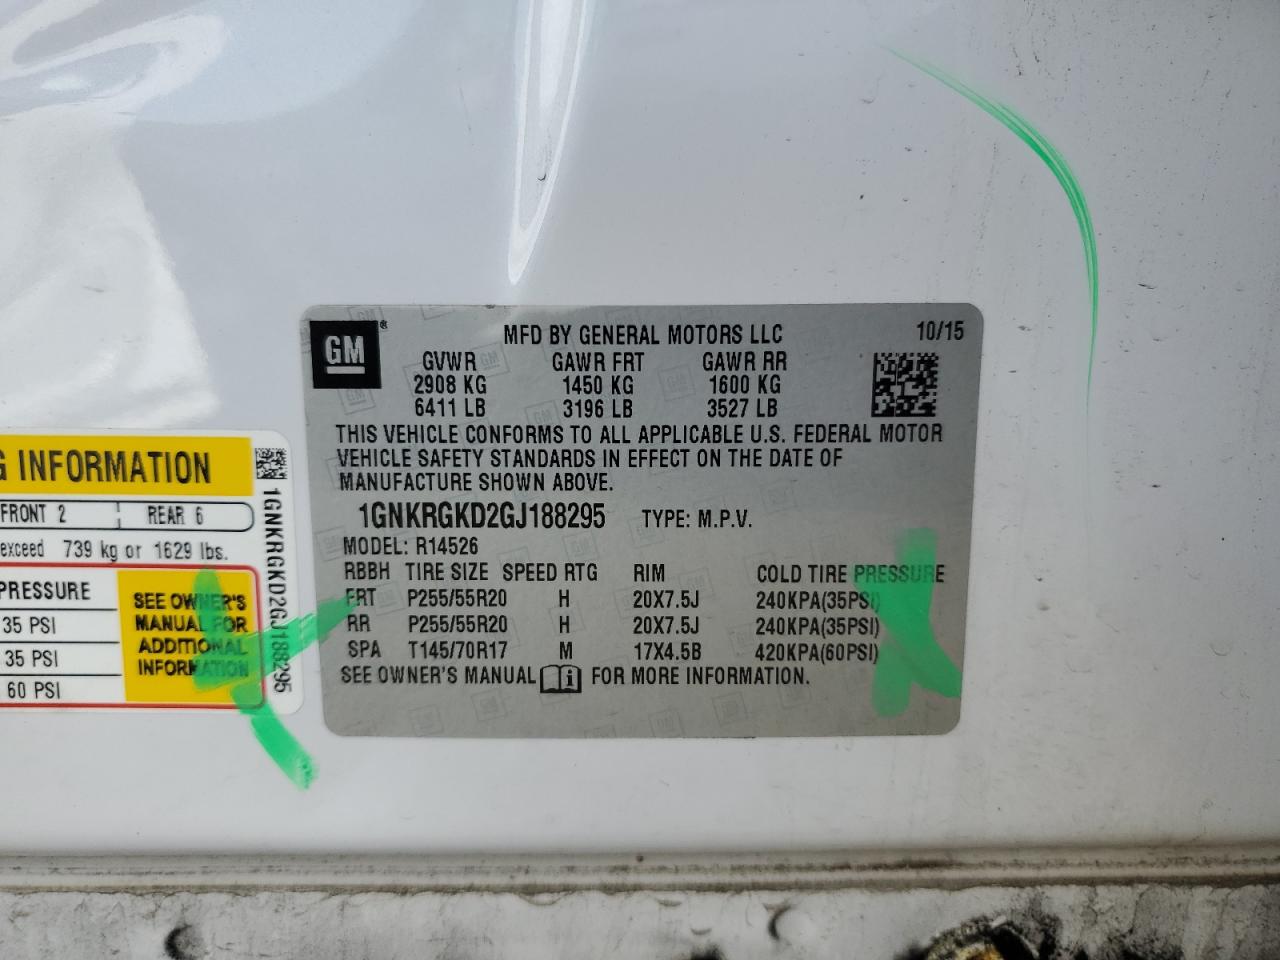 GM ®
MFD BY GENERAL MOTORS LLC 10/15
GVWR GAWR FRT GAWR RR
2908 KG 1450 KG 1600 KG
6411 LB 3196 LB 3527 LB
THIS VEHICLE CONFORMS TO ALL APPLICABLE U.S. FEDERAL MOTOR
VEHICLE SAFETY STANDARDS IN EFFECT ON THE DATE OF
MANUFACTURE SHOWN ABOVE.
1GNKRGKD2GJ188295 TYPE: M.P.V.
MODEL: R14526
RBBH TIRE SIZE SPEED RTG RIM COLD TIRE PRESSURE
FRT P255/55R20 H 20X7.5J 240KPA(35PSI)
RR P255/55R20 H 20X7.5J 240KPA(35PSI)
SPA T145/70R17 M 17X4.5B 420KPA(60PSI)
SEE OWNER'S MANUAL i FOR MORE INFORMATION.
G INFORMATION
FRONT 2 REAR 6
exceed 739 kg or 1629 lbs.
PRESSURE
35 PSI
35 PSI
60 PSI
SEE OWNER'S
MANUAL FOR
ADDITIONAL
INFORMATION
1GNKRGKD2GJ188295